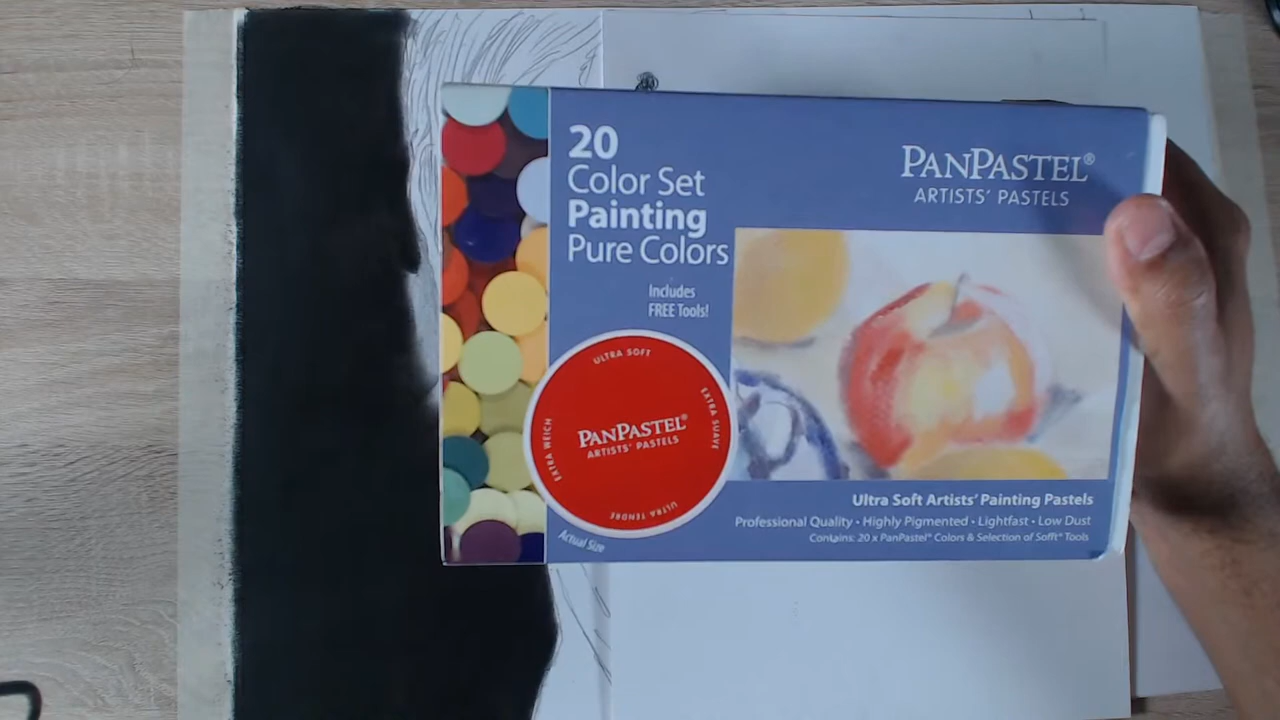 20
Color Set
Painting
Pure Colors
Includes
FREE Tools!
PANPASTEL®
ARTISTS' PASTELS
ULTRA SOFT
EXTRA SUAVE
ULTRA TENDRE
EXTRA WEICH
PANPASTEL®
ARTISTS' PASTELS
Actual Size
Ultra Soft Artists' Painting Pastels
Professional Quality • Highly Pigmented • Lightfast • Low Dust
Contains: 20 x PanPastel® Colors & Selection of Sofft® Tools